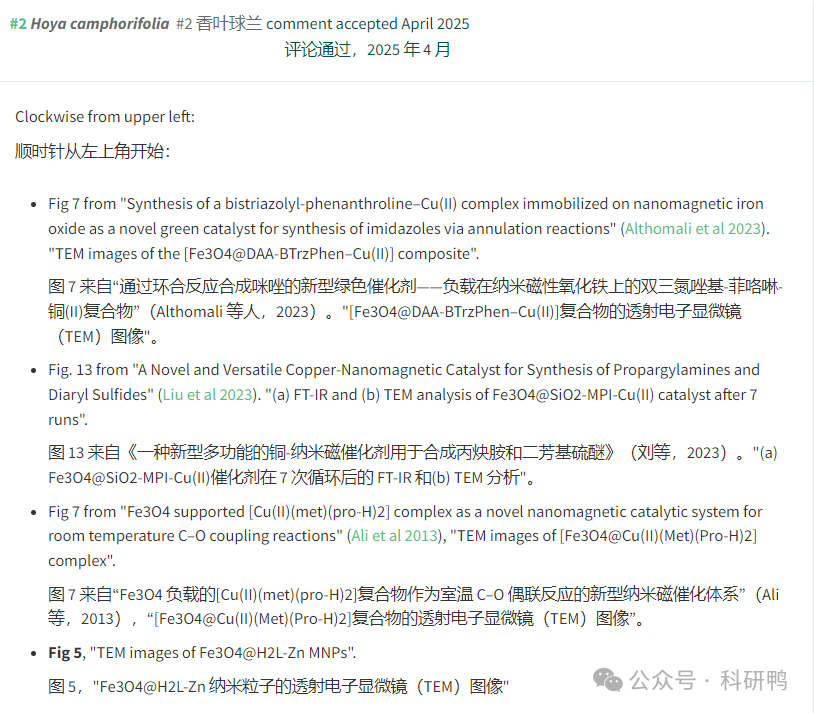 #2 Hoya camphorifolia #2 香叶球兰 comment accepted April 2025
评论通过，2025 年 4 月
Clockwise from upper left:
顺时针从左上角开始：
• Fig 7 from "Synthesis of a bistriazolyl-phenanthroline–Cu(II) complex immobilized on nanomagnetic iron
oxide as a novel green catalyst for synthesis of imidazoles via annulation reactions" (Althomali et al 2023).
"TEM images of the [Fe3O4@DAA-BTrzPhen–Cu(II)] composite".
图 7 来自“通过环合反应合成咪唑的新型绿色催化剂——负载在纳米磁性氧化铁上的双三氮唑基-菲咯啉-
铜(II)复合物”（Althomali 等人，2023）。"[Fe3O4@DAA-BTrzPhen–Cu(II)]复合物的透射电子显微镜
（TEM）图像"。
• Fig. 13 from "A Novel and Versatile Copper-Nanomagnetic Catalyst for Synthesis of Propargylamines and
Diaryl Sulfides" (Liu et al 2023). "(a) FT-IR and (b) TEM analysis of Fe3O4@SiO2-MPI-Cu(II) catalyst after 7
runs".
图 13 来自《一种新型多功能的铜-纳米磁催化剂用于合成丙炔胺和二芳基硫醚》（刘等，2023）。"(a)
Fe3O4@SiO2-MPI-Cu(II)催化剂在 7 次循环后的 FT-IR 和(b) TEM 分析"。
• Fig 7 from "Fe3O4 supported [Cu(II)(met)(pro-H)2] complex as a novel nanomagnetic catalytic system for
room temperature C–O coupling reactions" (Ali et al 2013), "TEM images of [Fe3O4@Cu(II)(Met)(Pro-H)2]
complex".
图 7 来自“Fe3O4 负载的[Cu(II)(met)(pro-H)2]复合物作为室温 C–O 偶联反应的新型纳米磁催化体系”（Ali
等，2013），“[Fe3O4@Cu(II)(Met)(Pro-H)2]复合物的透射电子显微镜（TEM）图像”。
• Fig 5, "TEM images of Fe3O4@H2L-Zn MNPs".
图 5，"Fe3O4@H2L-Zn 纳米粒子的透射电子显微镜（TEM）图像"
公众号 · 科研鸭